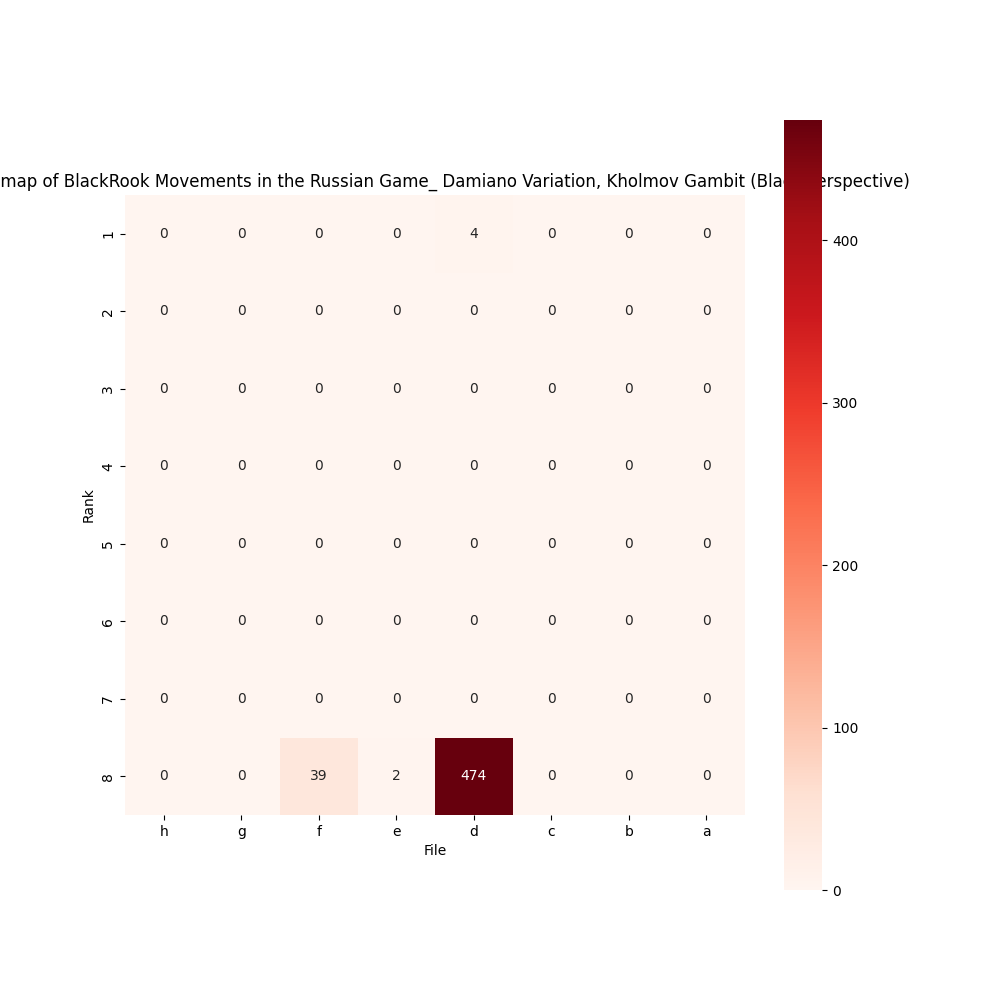 map of BlackRook Movements in the Russian Game_ Damiano Variation, Kholmov Gambit (Bla erspective)
400
300
200
100
0
1 0 0 0 0 4 0 0 0
2 0 0 0 0 0 0 0 0
3 0 0 0 0 0 0 0 0
4 0 0 0 0 0 0 0 0
Rank
5 0 0 0 0 0 0 0 0
6 0 0 0 0 0 0 0 0
7 0 0 0 0 0 0 0 0
8 0 0 39 2 474 0 0 0
h g f e d c b a
File